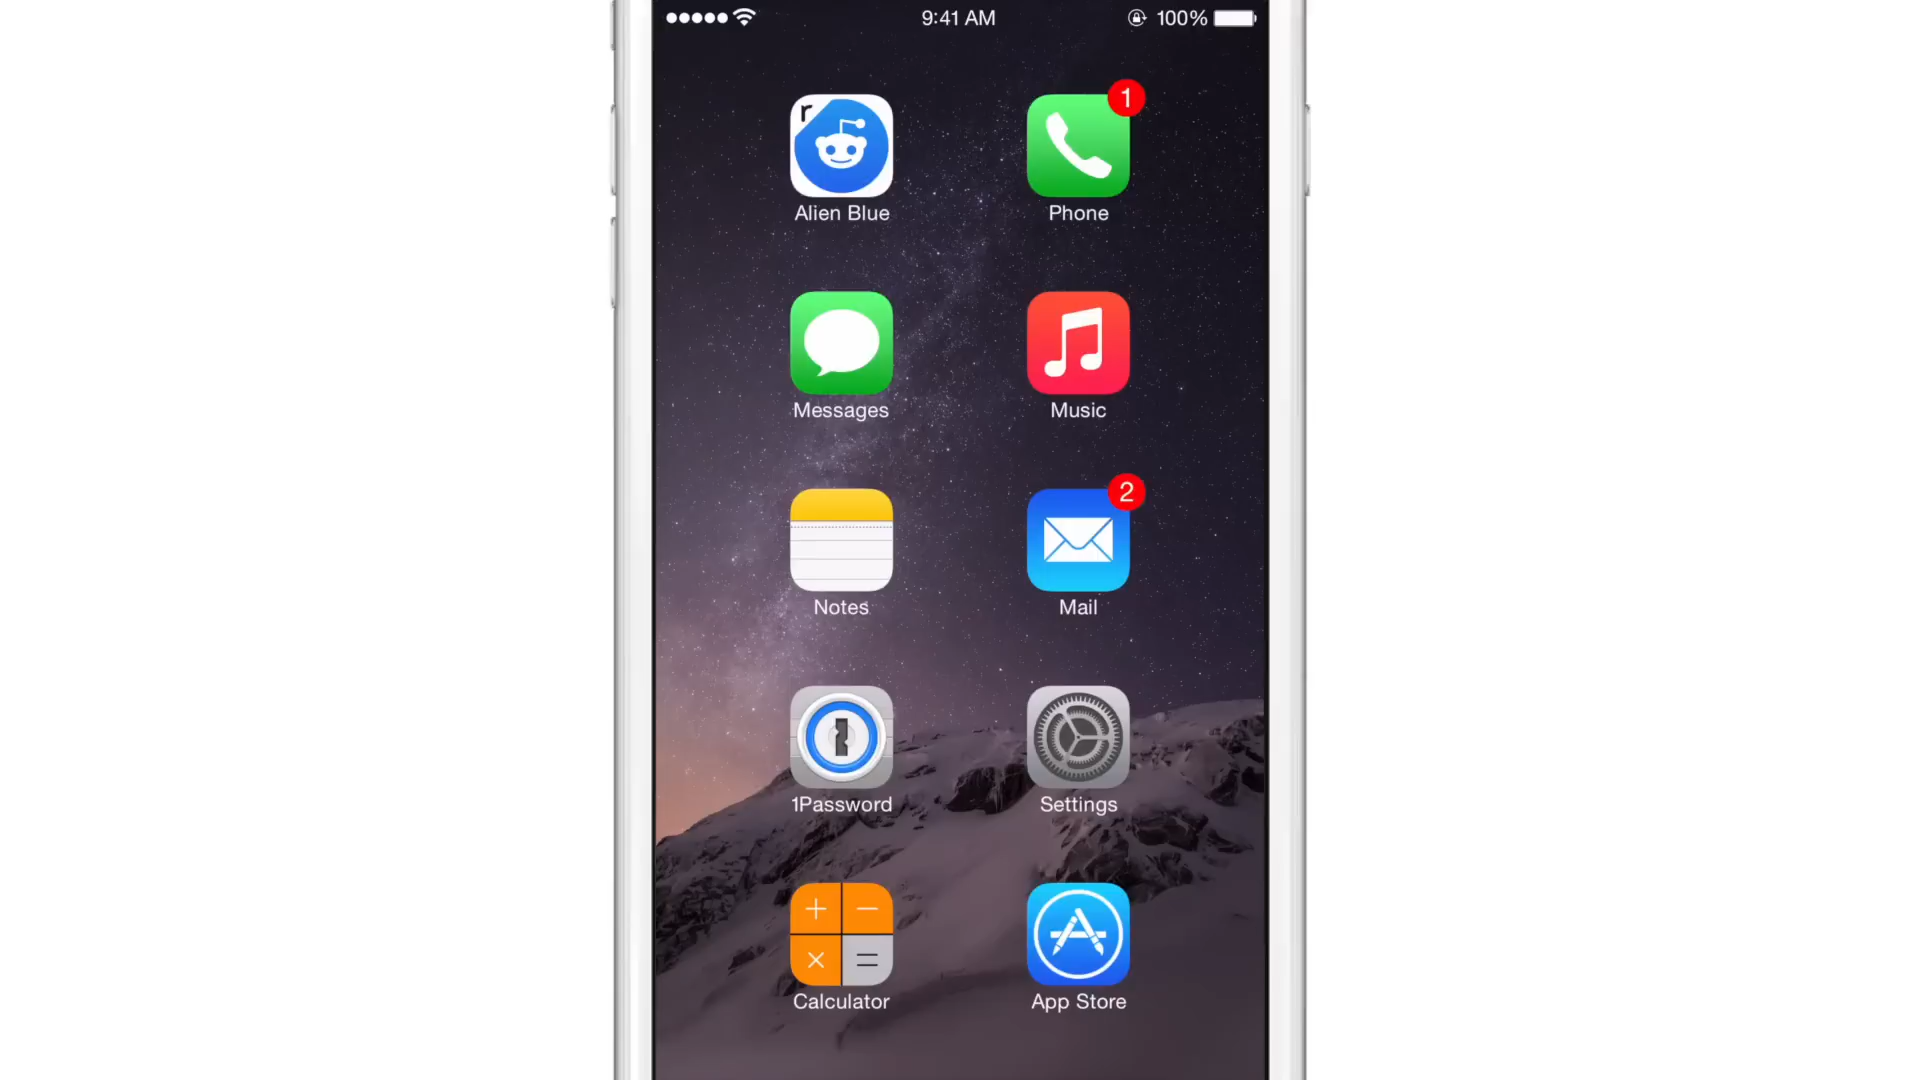 9:41 AM
100%
r
1
Alien Blue
Phone
Messages
Music
2
Notes
Mail
1Password
Settings
Calculator
App Store